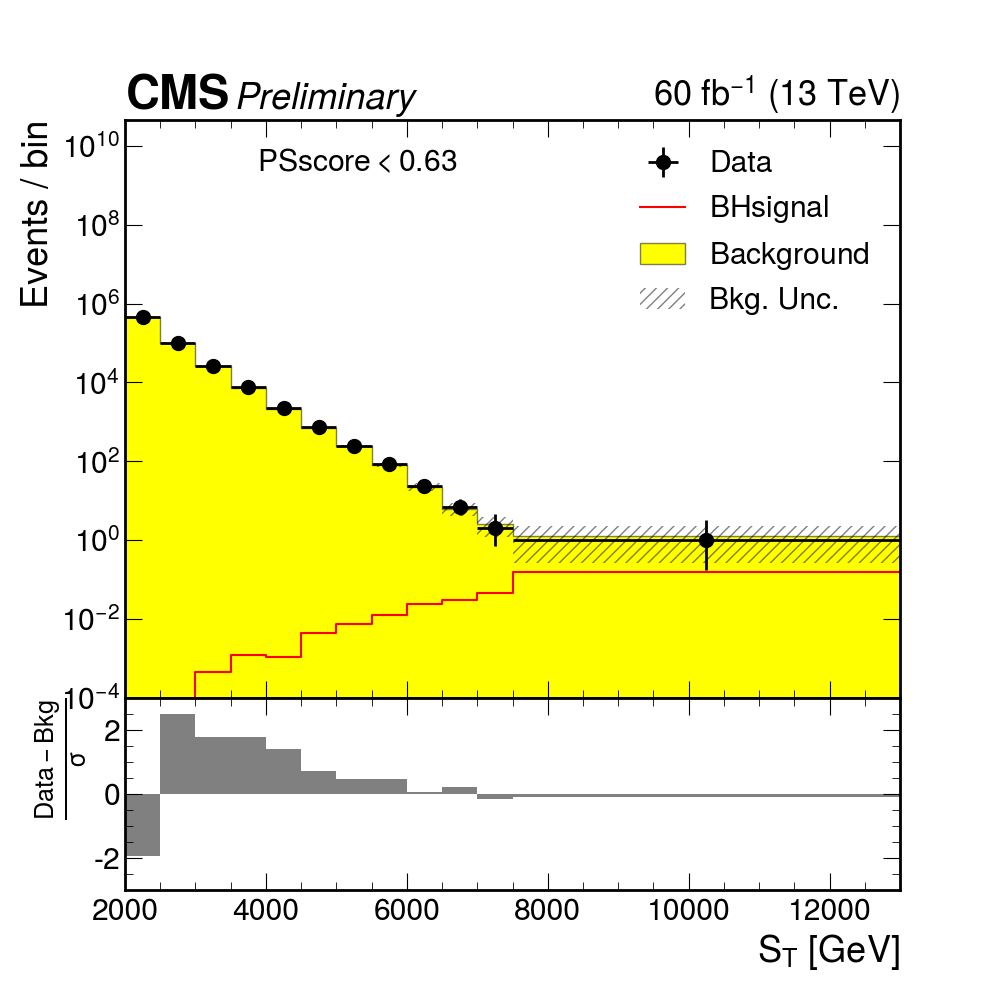 CMS Preliminary 60 fb⁻¹ (13 TeV)
Events / bin
PSscore < 0.63
Data
BHsignal
Background
Bkg. Unc.
10¹⁰
10⁸
10⁶
10⁴
10²
10⁰
10⁻²
10⁻⁴
Data – Bkg
σ
2
0
-2
2000 4000 6000 8000 10000 12000
S_T [GeV]